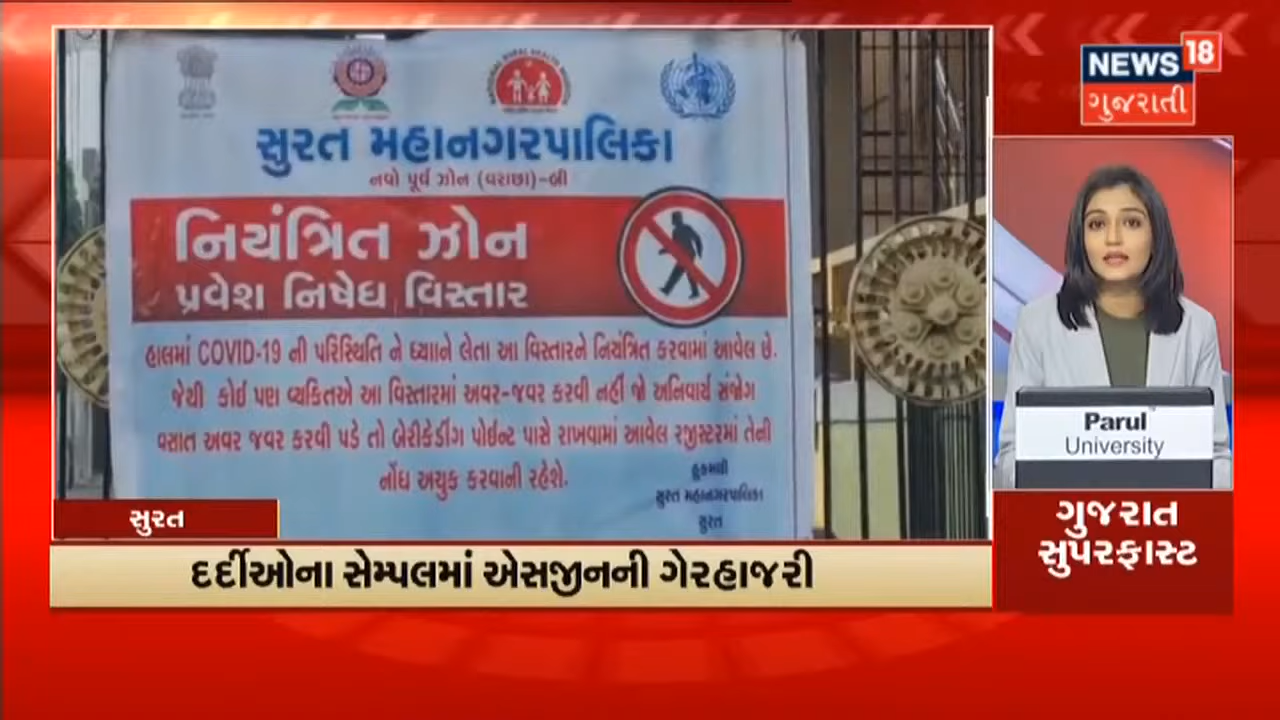 NEWS 18
ગુજરાતી
સુરત મહાનગરપાલિકા
નવો પૂર્વ ઝોન (વરાછા)-બી
નિયંત્રિત ઝોન
પ્રવેશ નિષેધ વિસ્તાર
હાલમાં COVID-19 ની પરિસ્થિતિ ને ધ્યાાને લેતા આ વિસ્તારને નિયંત્રિત કરવામાં આવેલ છે.
જેથી કોઈ પણ વ્યકિતએ આ વિસ્તારમાં અવર-જવર કરવી નહીં જો અનિવાર્ય સંજોગ
વસાત અવર જવર કરવી પડે તો બેરીકેડીંગ પોઈન્ટ પાસે રાખવામાં આવેલ રજીસ્ટરમાં તેની
નોંધ અચુક કરવાની રહેશે.
હુકમથી
સુરત મહાનગરપાલિકા
સુરત
સુરત
દર્દીઓના સેમ્પલમાં એસજીનની ગેરહાજરી
Parul
University
ગુજરાત
સુપરફાસ્ટ